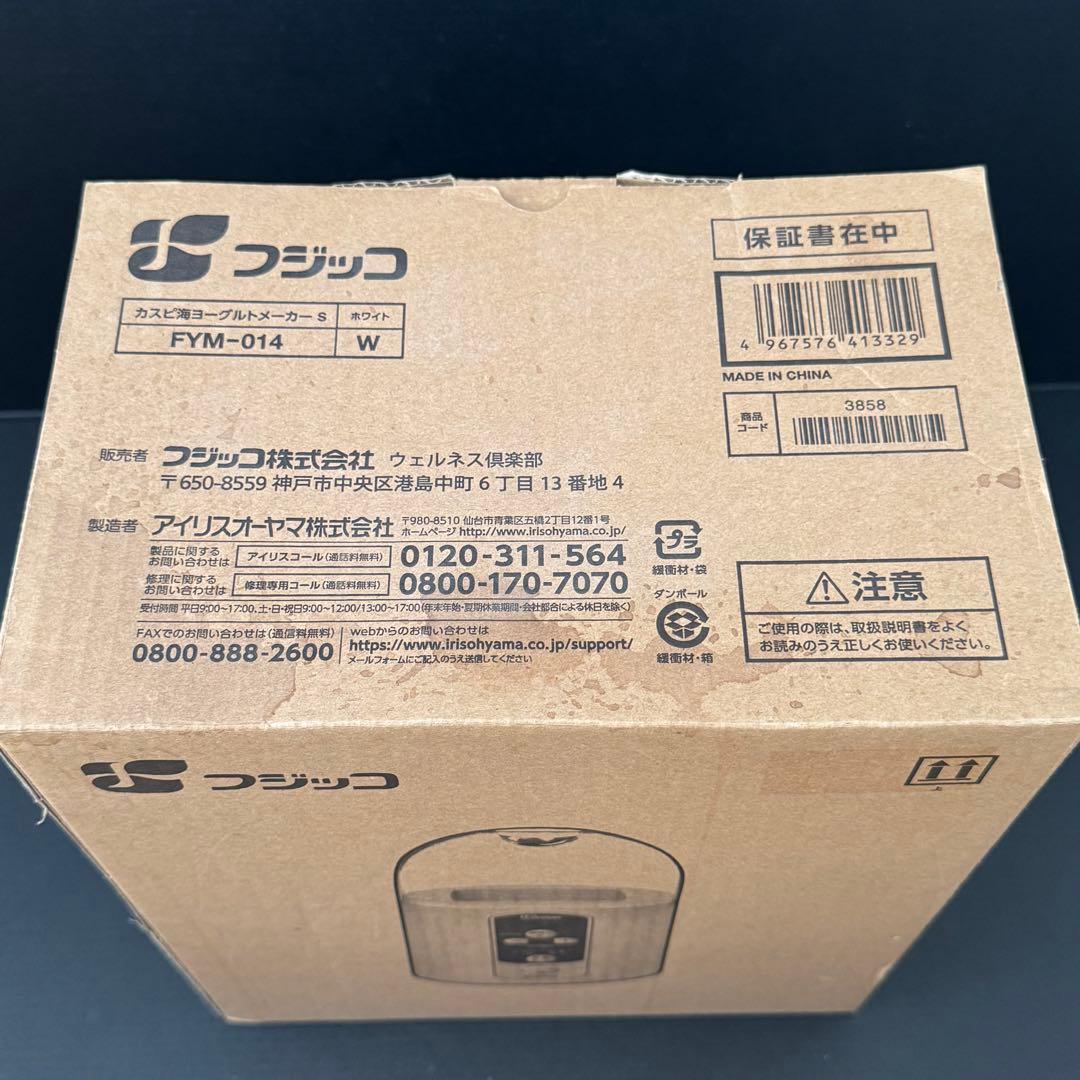 フジッコ
カスピ海ヨーグルトメーカー S ホワイト
FYM-014 W
保証書在中
4 967576 413329
MADE IN CHINA
商品コード 3858
販売者 フジッコ株式会社 ウェルネス倶楽部
〒650-8559 神戸市中央区港島中町6丁目13番地4
製造者 アイリスオーヤマ株式会社 〒980-8510 仙台市青葉区五橋2丁目12番1号
ホームページ http://www.irisohyama.co.jp/
製品に関するお問い合わせは アイリスコール(通話料無料) 0120-311-564
修理に関するお問い合わせは 修理専用コール(通話料無料) 0800-170-7070
受付時間 平日9:00〜17:00、土・日・祝日9:00〜12:00/13:00〜17:00(年末年始・夏期休業期間・会社都合による休日を除く)
FAXでのお問い合わせは(通信料無料)
0800-888-2600
webからのお問い合わせは
https://www.irisohyama.co.jp/support/
メールフォームにご記入のうえ送信してください
プラ
緩衝材・袋
ダンボール
緩衝材・箱
注意
ご使用の際は、取扱説明書をよく
お読みのうえ正しくお使いください。
フジッコ
上